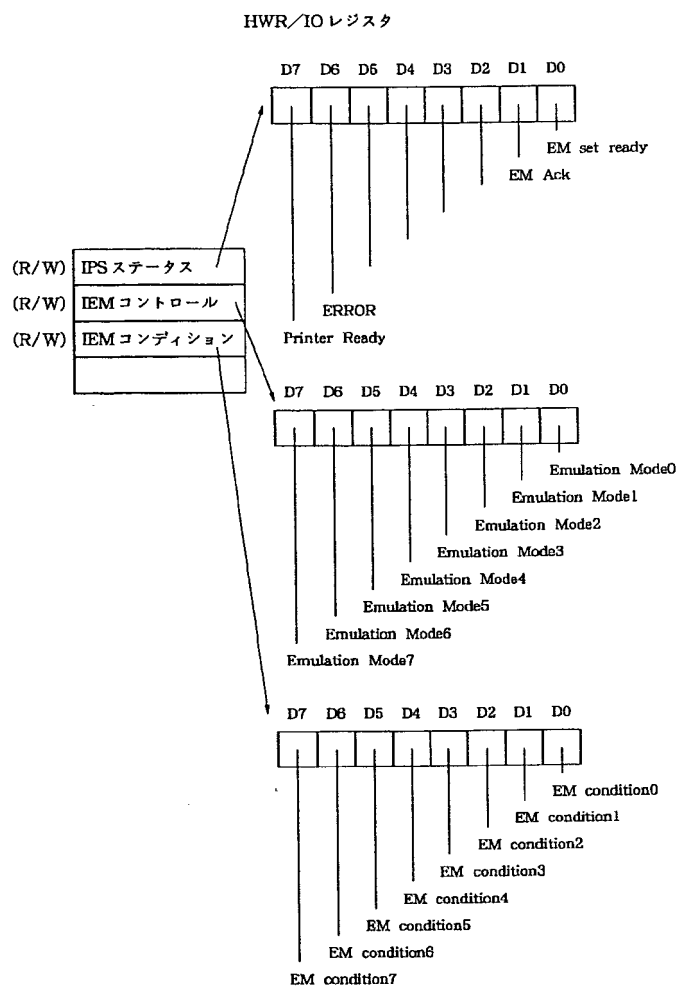 HWR/IOレジスタ
D7 D6 D5 D4 D3 D2 D1 D0
EM set ready
EM Ack
ERROR
Printer Ready
(R/W) IPSステータス
(R/W) IEMコントロール
(R/W) IEMコンディション
D7 D6 D5 D4 D3 D2 D1 D0
Emulation Mode0
Emulation Mode1
Emulation Mode2
Emulation Mode3
Emulation Mode4
Emulation Mode5
Emulation Mode6
Emulation Mode7
D7 D6 D5 D4 D3 D2 D1 D0
EM condition0
EM condition1
EM condition2
EM condition3
EM condition4
EM condition5
EM condition6
EM condition7